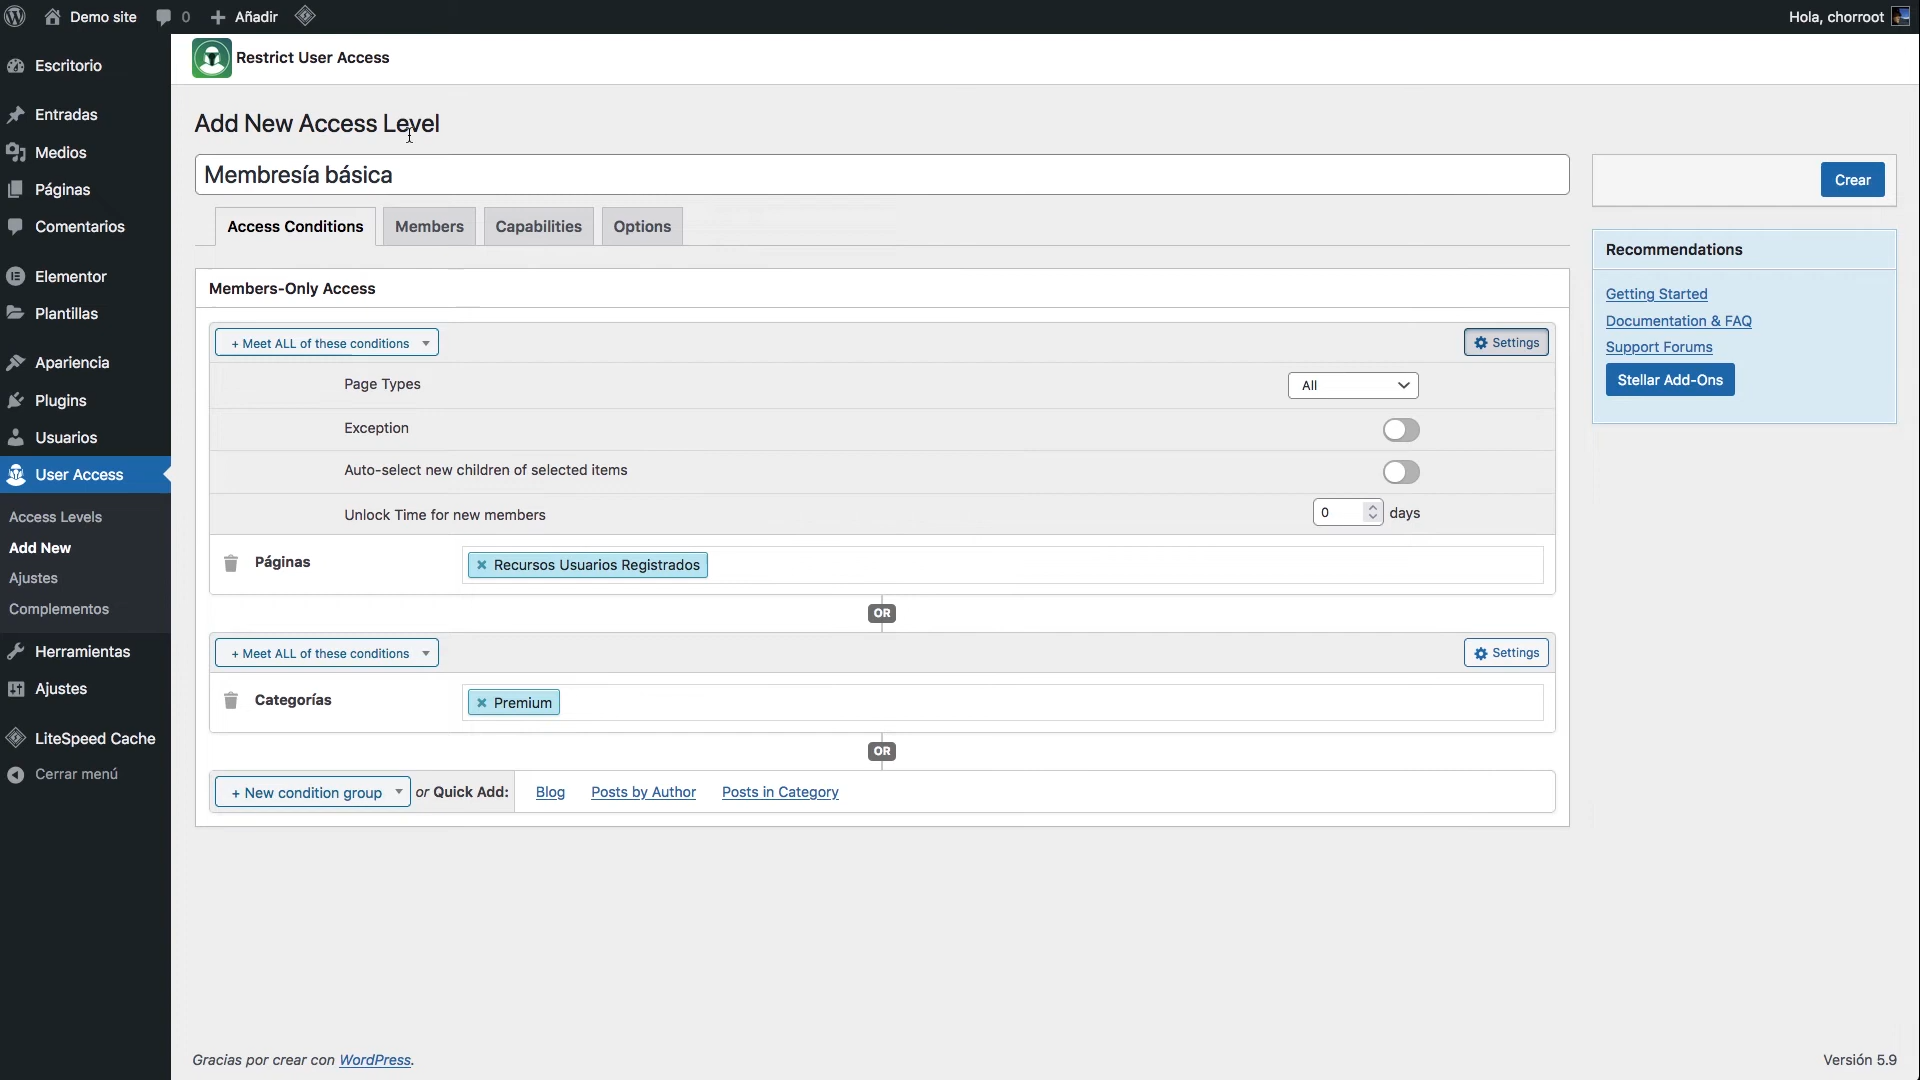 Demo site
0
Añadir
Hola, chorroot
Escritorio
Entradas
Medios
Páginas
Comentarios
Elementor
Plantillas
Apariencia
Plugins
Usuarios
User Access
Access Levels
Add New
Ajustes
Complementos
Herramientas
Ajustes
LiteSpeed Cache
Cerrar menú
Restrict User Access
Add New Access Level
Membresía básica
Access Conditions
Members
Capabilities
Options
Members-Only Access
+ Meet ALL of these conditions
Settings
Page Types
All
Exception
Auto-select new children of selected items
Unlock Time for new members
0
days
Páginas
× Recursos Usuarios Registrados
OR
+ Meet ALL of these conditions
Settings
Categorías
× Premium
OR
+ New condition group
or Quick Add:
Blog
Posts by Author
Posts in Category
Crear
Recommendations
Getting Started
Documentation & FAQ
Support Forums
Stellar Add-Ons
Gracias por crear con WordPress.
Versión 5.9